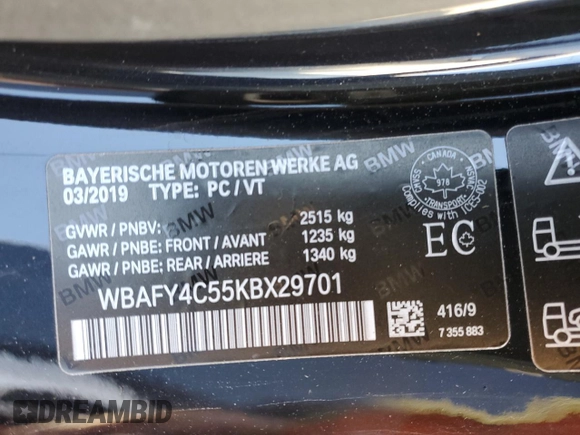 BAYERISCHE MOTOREN WERKE AG
03/2019 TYPE: PC / VT
GVWR / PNBV: 2515 kg
GAWR / PNBE: FRONT / AVANT 1235 kg
GAWR / PNBE: REAR / ARRIERE 1340 kg
WBAFY4C55KBX29701
CANADA
978
TRANSPORT
Complies with ICES-002
EC
416/9
7 355 883
BMW
DREAMBID